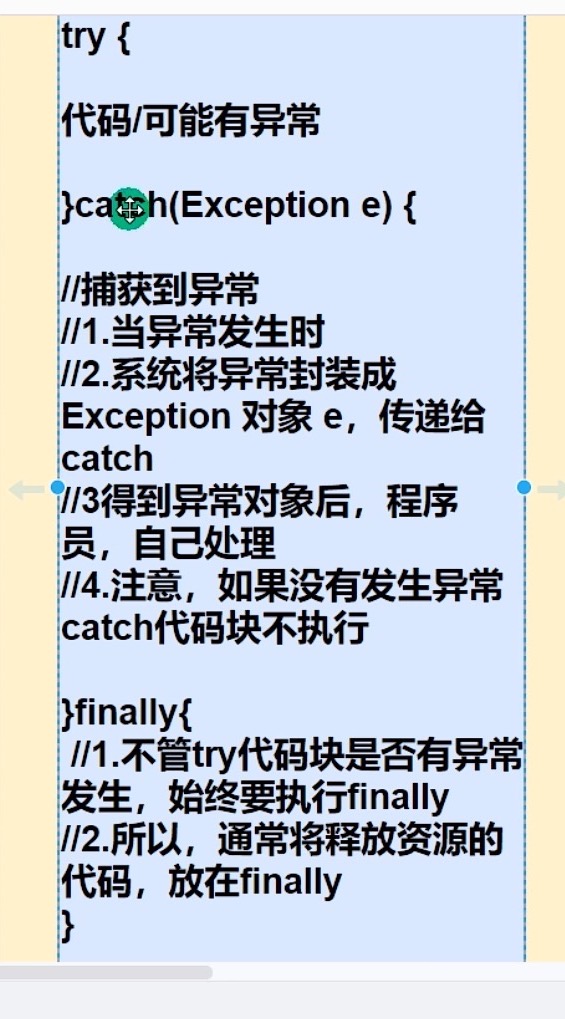 try {
代码/可能有异常
}catch(Exception e) {
//捕获到异常
//1.当异常发生时
//2.系统将异常封装成
Exception 对象 e，传递给
catch
//3得到异常对象后，程序
员，自己处理
//4.注意，如果没有发生异常
catch代码块不执行
}finally{
//1.不管try代码块是否有异常
发生，始终要执行finally
//2.所以，通常将释放资源的
代码，放在finally
}